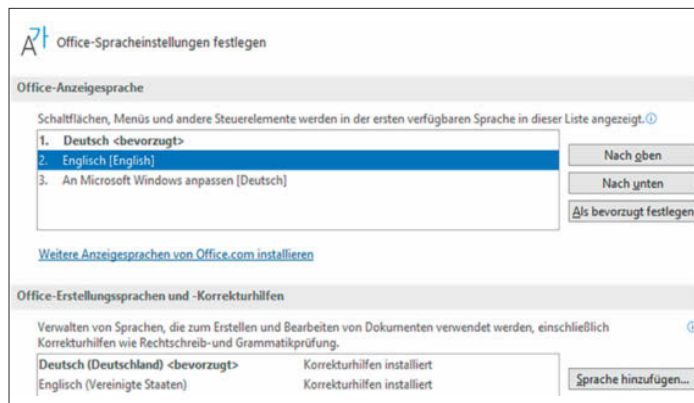 Office-Spracheinstellungen festlegen
Office-Anzeigesprache
Schaltflächen, Menüs und andere Steuerelemente werden in der ersten verfügbaren Sprache in dieser Liste angezeigt.
1. Deutsch <bevorzugt>
2. Englisch [English]
3. An Microsoft Windows anpassen [Deutsch]
Nach oben
Nach unten
Als bevorzugt festlegen
Weitere Anzeigesprachen von Office.com installieren
Office-Erstellungssprachen und -Korrekturhilfen
Verwalten von Sprachen, die zum Erstellen und Bearbeiten von Dokumenten verwendet werden, einschließlich
Korrekturhilfen wie Rechtschreib-und Grammatikprüfung.
Deutsch (Deutschland) <bevorzugt> Korrekturhilfen installiert
Englisch (Vereinigte Staaten) Korrekturhilfen installiert
Sprache hinzufügen...